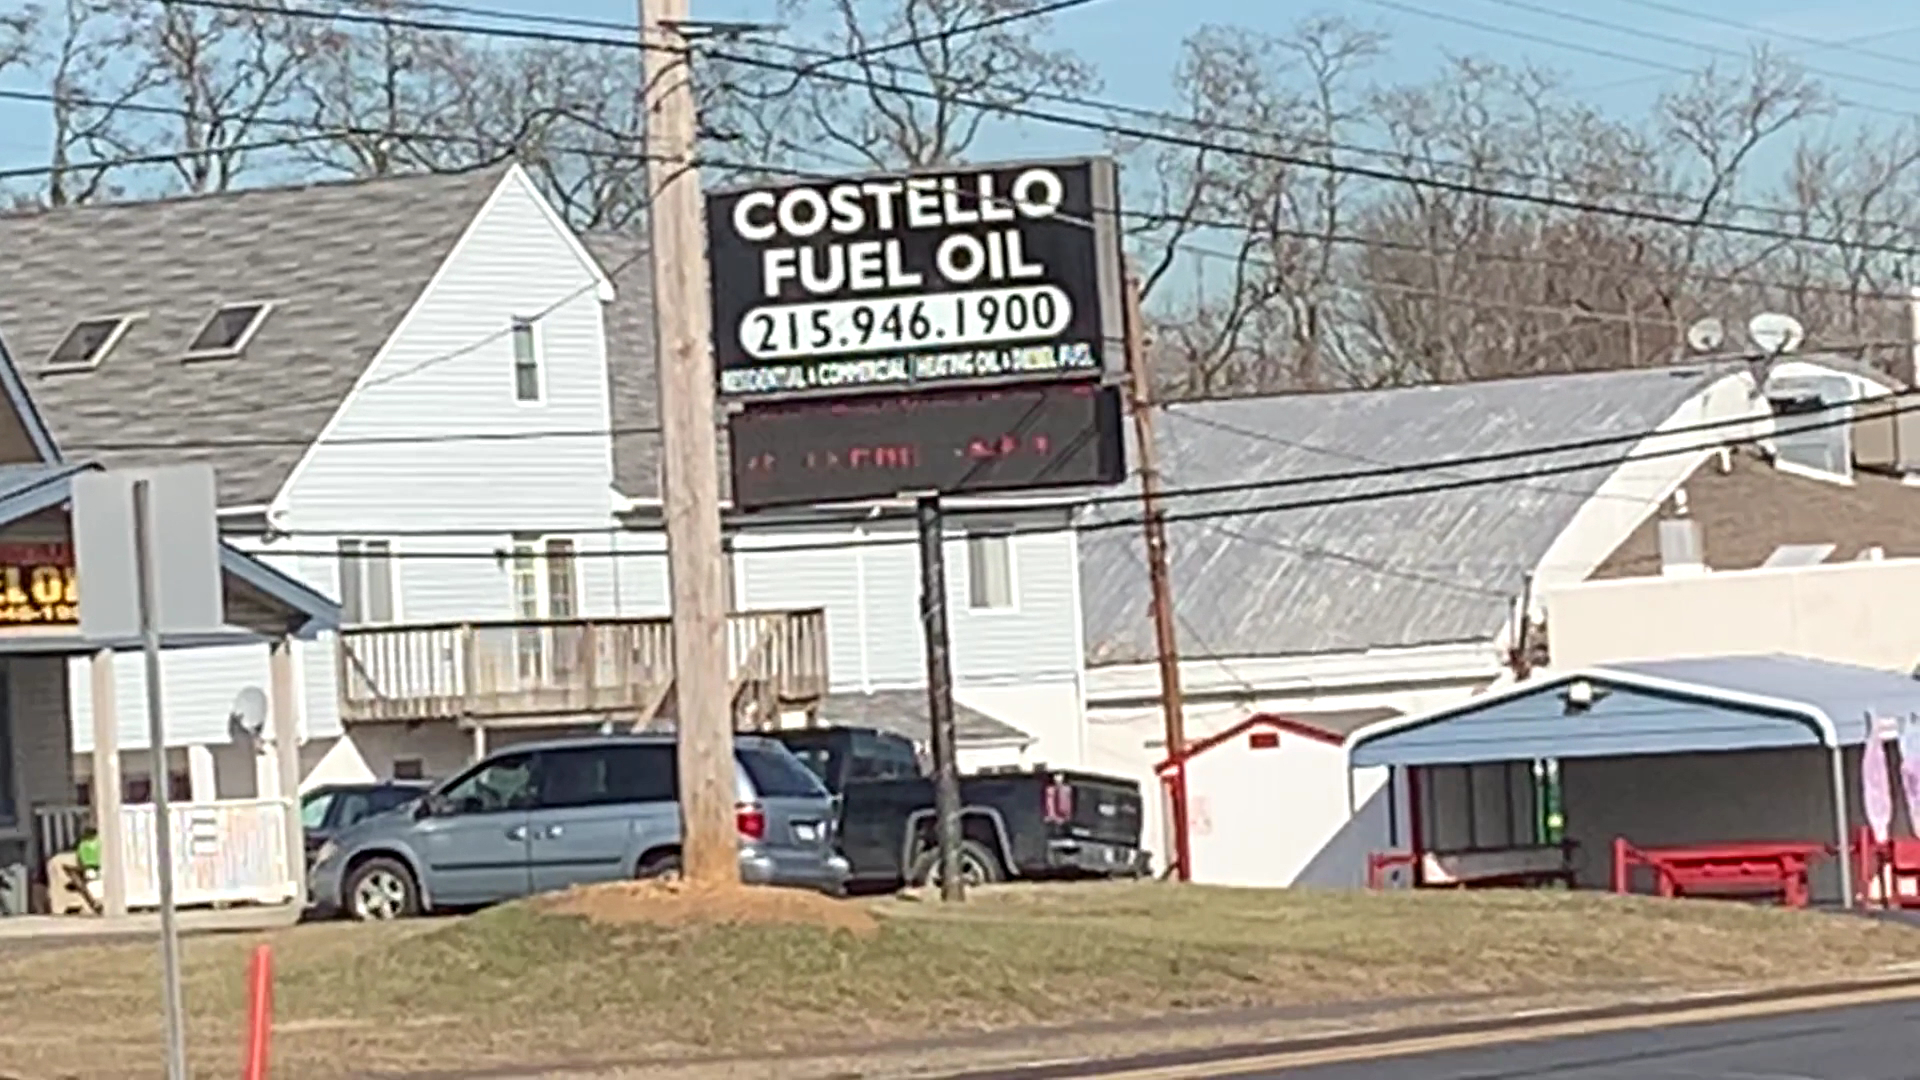 COSTELLO
FUEL OIL
215.946.1900
RESIDENTIAL & COMMERCIAL | HEATING OIL & DIESEL FUEL